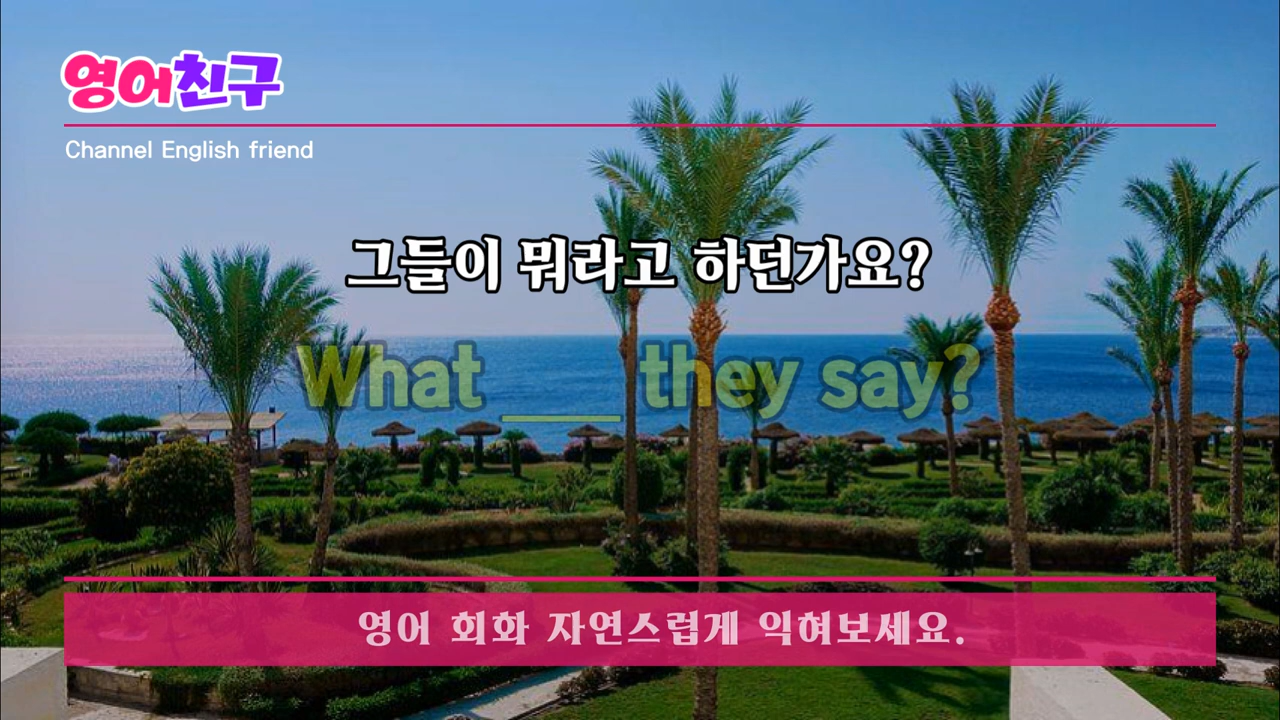 영어친구
Channel English friend
그들이 뭐라고 하던가요?
What ___ they say?
영어 회화 자연스럽게 익혀보세요.